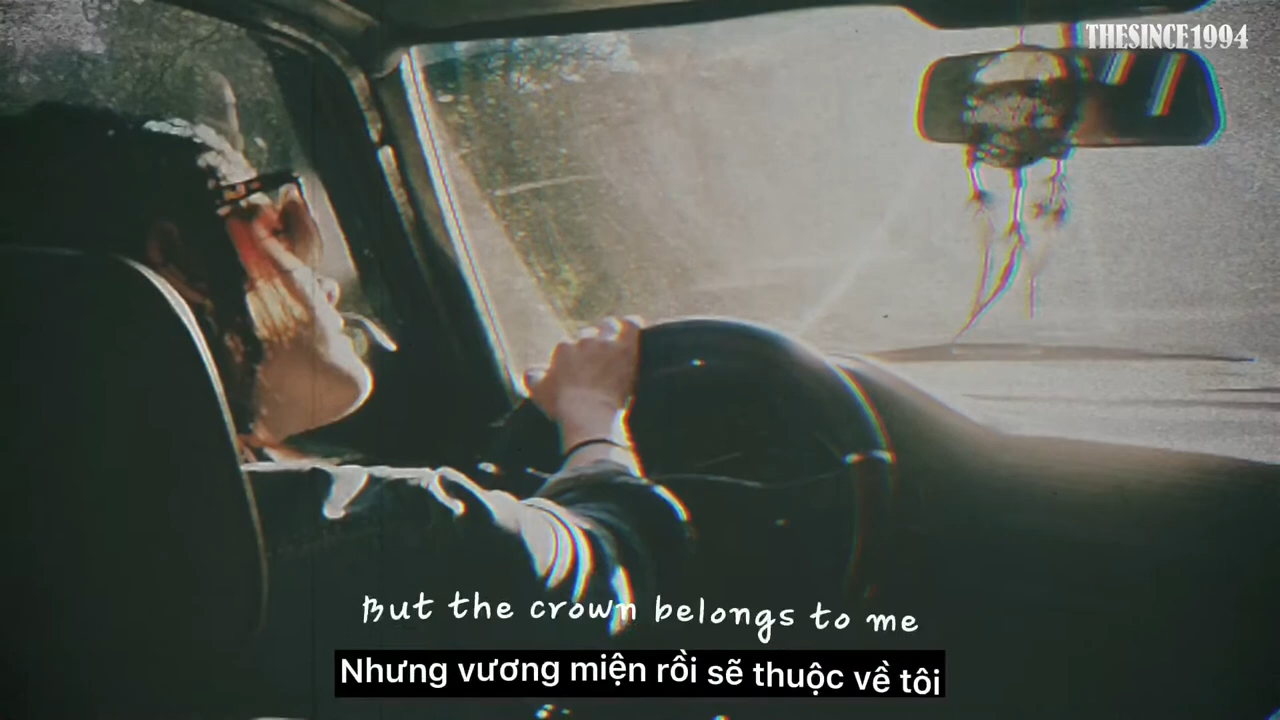 THESINCE1994
But the crown belongs to me
Nhưng vương miện rồi sẽ thuộc về tôi